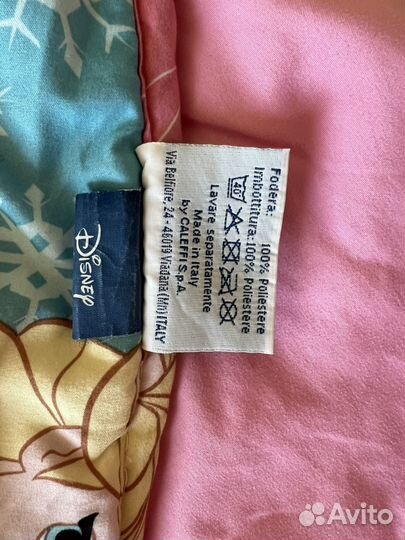 Fodera: 100% Poliestere
Imbottitura: 100% Poliestere
40°
Lavare separatamente
Made in Italy
by CALEFFI S.p.A.
Via Belfiore, 24 - 46019 Viadana (Mn) ITALY
Disney
Avito